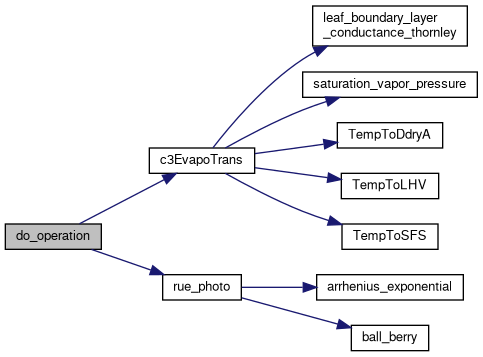 do_operation
c3EvapoTrans
leaf_boundary_layer
_conductance_thornley
saturation_vapor_pressure
TempToDdryA
TempToLHV
TempToSFS
rue_photo
arrhenius_exponential
ball_berry